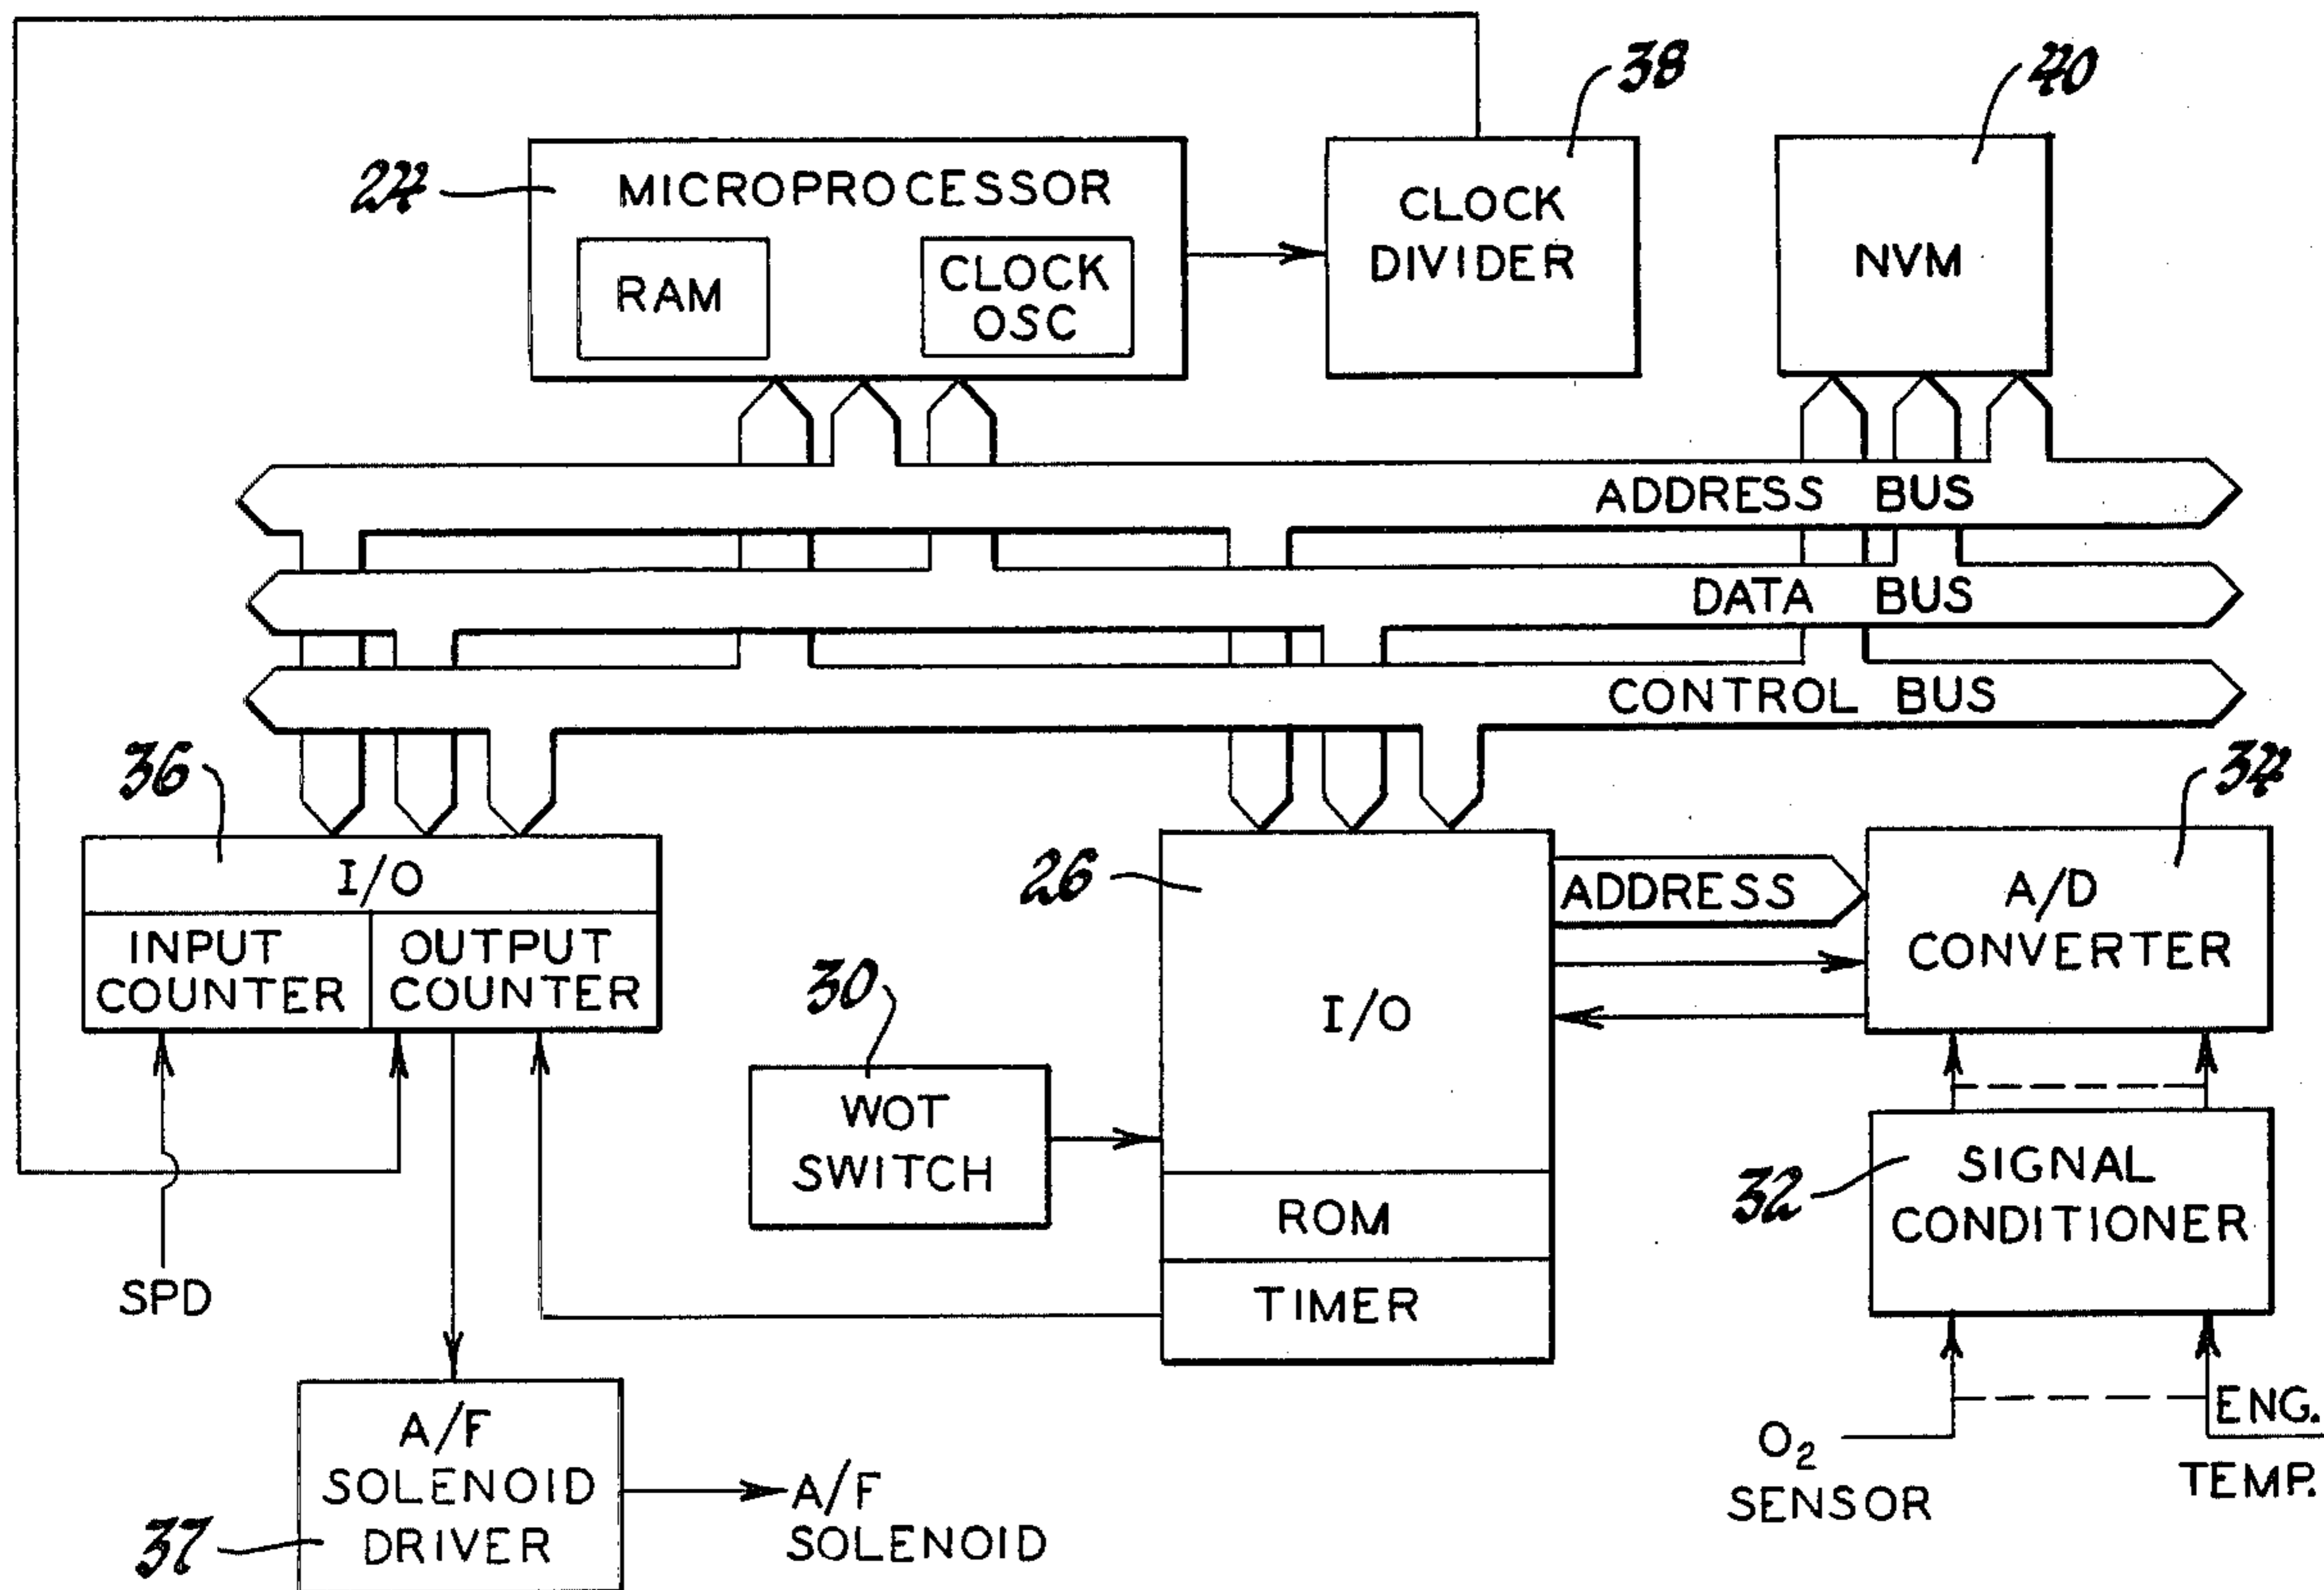 38
40
24
MICROPROCESSOR
RAM
CLOCK
OSC
CLOCK
DIVIDER
NVM
ADDRESS BUS
DATA BUS
CONTROL BUS
36
I/O
INPUT
COUNTER
OUTPUT
COUNTER
SPD
26
I/O
ROM
TIMER
30
WOT
SWITCH
ADDRESS
34
A/D
CONVERTER
32
SIGNAL
CONDITIONER
O2
SENSOR
ENG.
TEMP.
37
A/F
SOLENOID
DRIVER
A/F
SOLENOID